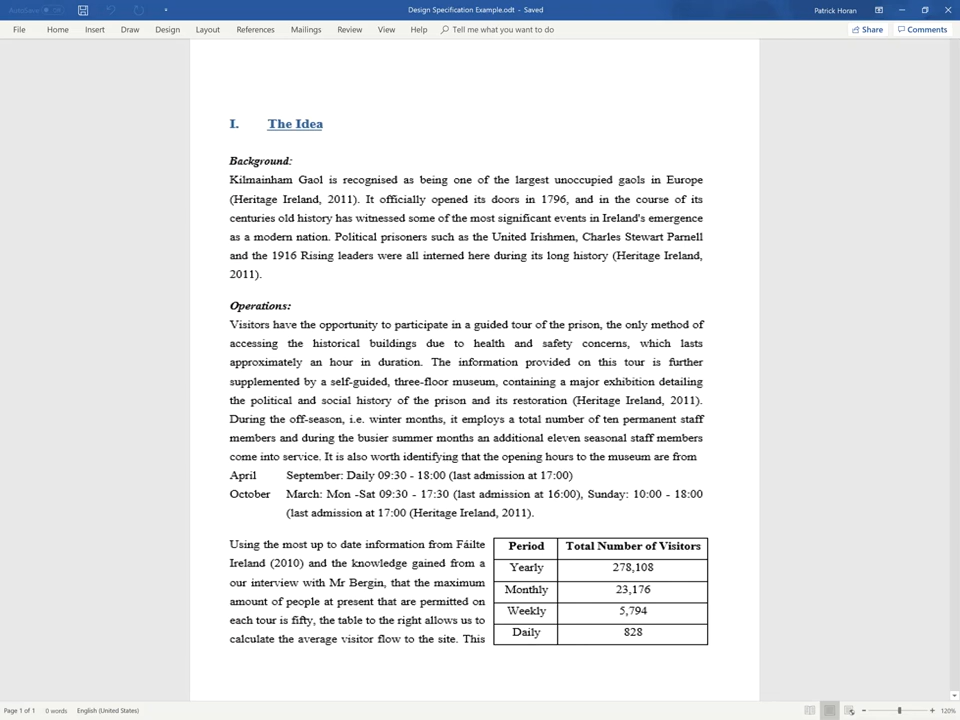 AutoSave Off
Design Specification Example.odt - Saved
Patrick Horan
File Home Insert Draw Design Layout References Mailings Review View Help Tell me what you want to do
Share Comments
I. The Idea
Background:
Kilmainham Gaol is recognised as being one of the largest unoccupied gaols in Europe
(Heritage Ireland, 2011). It officially opened its doors in 1796, and in the course of its
centuries old history has witnessed some of the most significant events in Ireland's emergence
as a modern nation. Political prisoners such as the United Irishmen, Charles Stewart Parnell
and the 1916 Rising leaders were all interned here during its long history (Heritage Ireland,
2011).
Operations:
Visitors have the opportunity to participate in a guided tour of the prison, the only method of
accessing the historical buildings due to health and safety concerns, which lasts
approximately an hour in duration. The information provided on this tour is further
supplemented by a self-guided, three-floor museum, containing a major exhibition detailing
the political and social history of the prison and its restoration (Heritage Ireland, 2011).
During the off-season, i.e. winter months, it employs a total number of ten permanent staff
members and during the busier summer months an additional eleven seasonal staff members
come into service. It is also worth identifying that the opening hours to the museum are from
April September: Daily 09:30 - 18:00 (last admission at 17:00)
October March: Mon -Sat 09:30 - 17:30 (last admission at 16:00), Sunday: 10:00 - 18:00
(last admission at 17:00 (Heritage Ireland, 2011).
Using the most up to date information from Fáilte
Ireland (2010) and the knowledge gained from a
our interview with Mr Bergin, that the maximum
amount of people at present that are permitted on
each tour is fifty, the table to the right allows us to
calculate the average visitor flow to the site. This
Period Total Number of Visitors
Yearly 278,108
Monthly 23,176
Weekly 5,794
Daily 828
Page 1 of 1 0 words English (United States)
120%